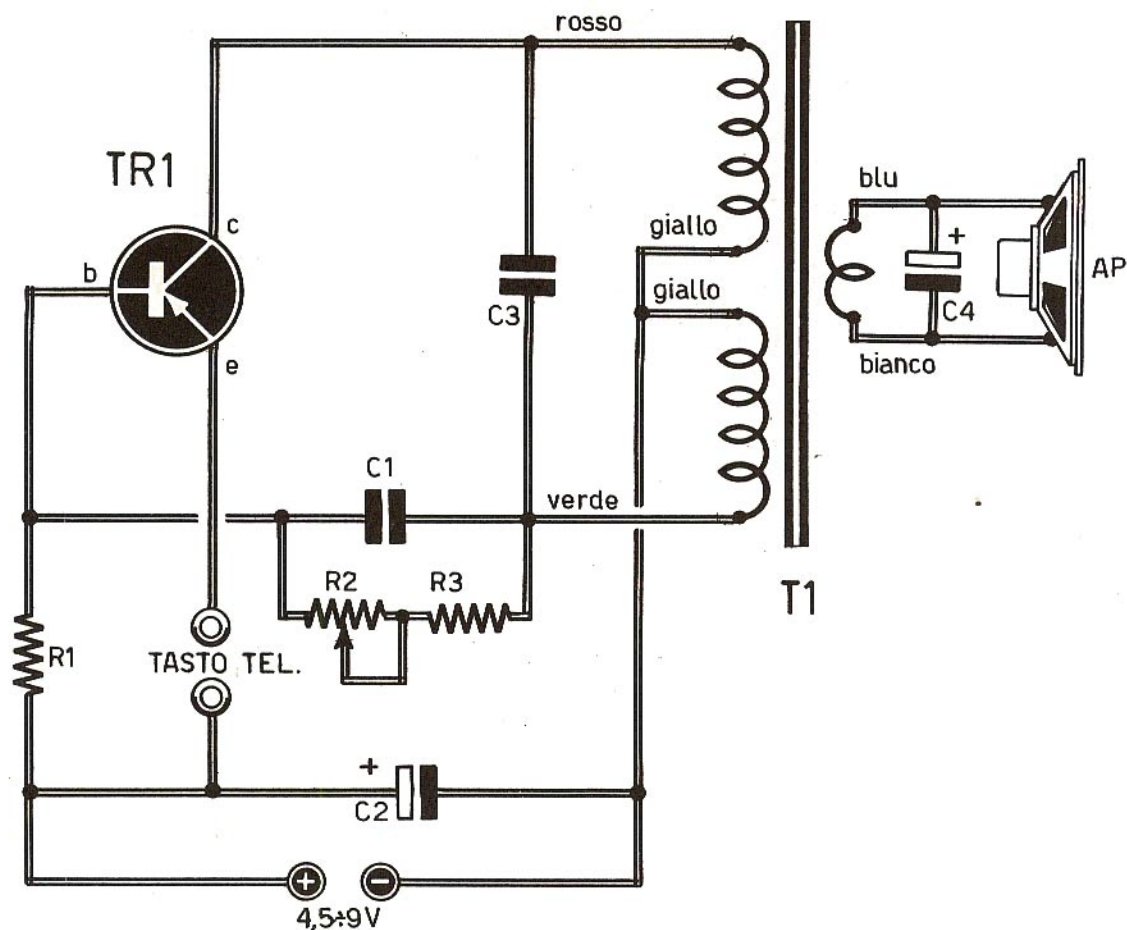 rosso
TR1
c
b
e
giallo
giallo
C3
blu
+
C4
AP
bianco
C1
verde
R2
R3
T1
R1
TASTO TEL.
+
C2
+
-
4,5÷9V